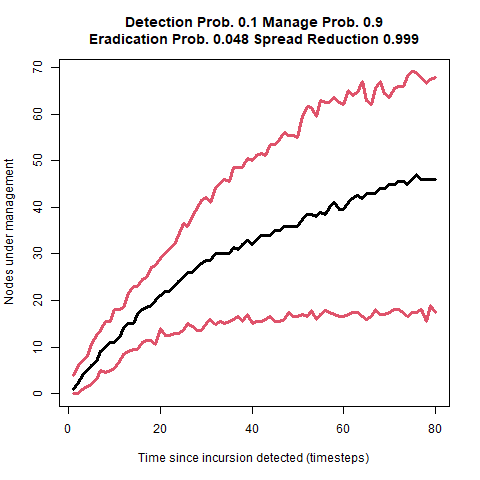 Detection Prob. 0.1 Manage Prob. 0.9
Eradication Prob. 0.048 Spread Reduction 0.999
Nodes under management
70
60
50
40
30
20
10
0
0 20 40 60 80
Time since incursion detected (timesteps)